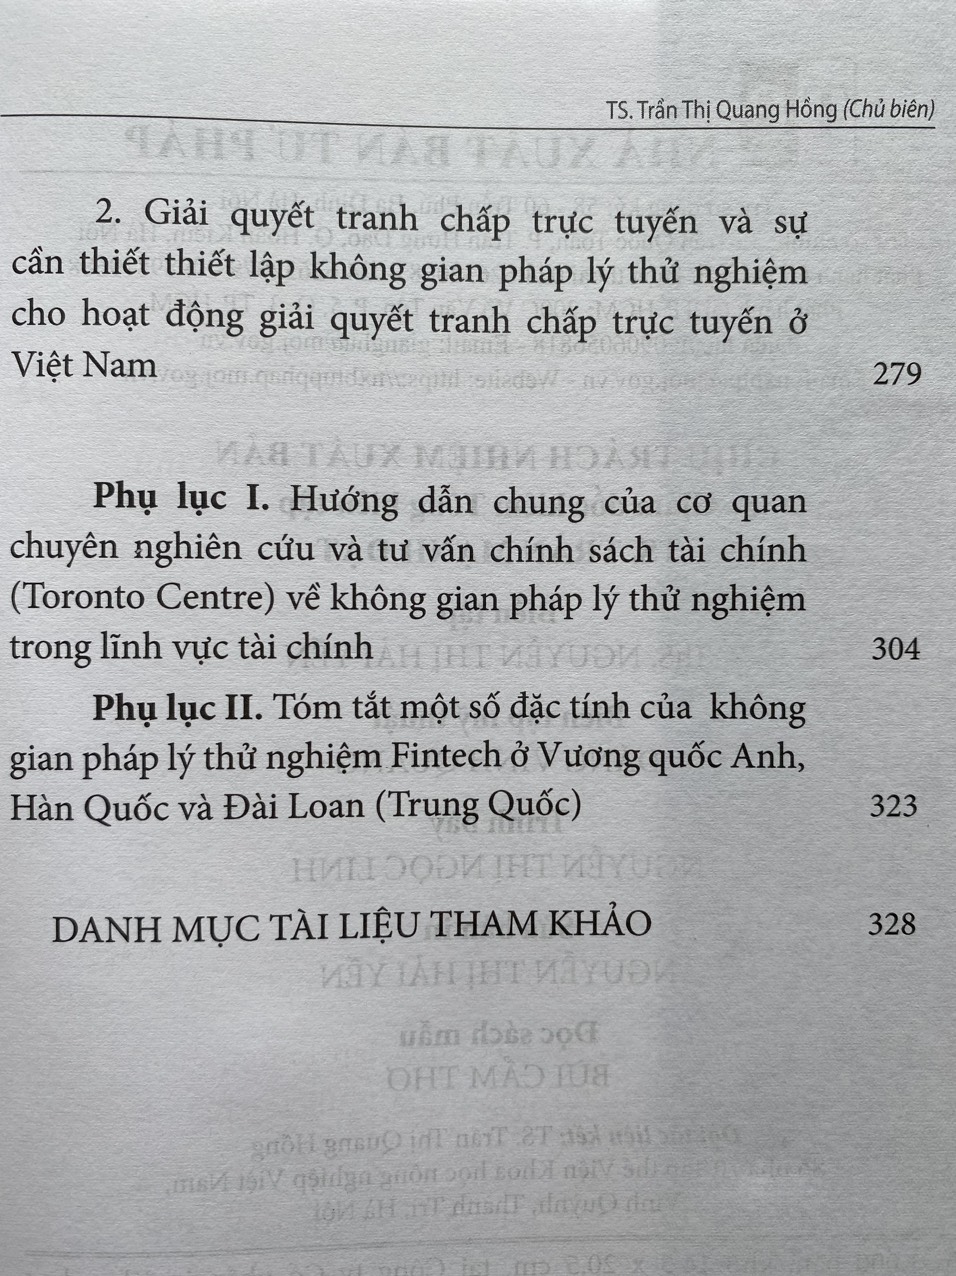 TS. Trần Thị Quang Hồng (Chủ biên)
2. Giải quyết tranh chấp trực tuyến và sự
cần thiết thiết lập không gian pháp lý thử nghiệm
cho hoạt động giải quyết tranh chấp trực tuyến ở
Việt Nam 279
Phụ lục I. Hướng dẫn chung của cơ quan
chuyên nghiên cứu và tư vấn chính sách tài chính
(Toronto Centre) về không gian pháp lý thử nghiệm
trong lĩnh vực tài chính 304
Phụ lục II. Tóm tắt một số đặc tính của không
gian pháp lý thử nghiệm Fintech ở Vương quốc Anh,
Hàn Quốc và Đài Loan (Trung Quốc) 323
DANH MỤC TÀI LIỆU THAM KHẢO 328